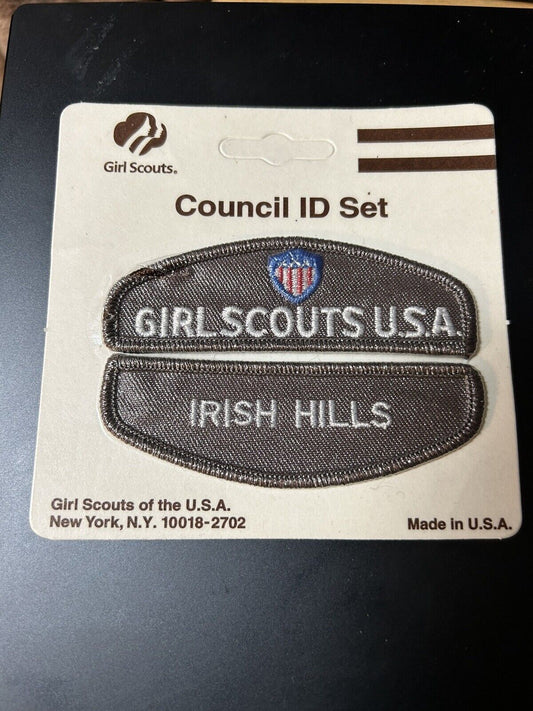 Girl Scouts.
Council ID Set
GIRL SCOUTS U.S.A.
IRISH HILLS
Girl Scouts of the U.S.A.
New York, N.Y. 10018-2702
Made in U.S.A.